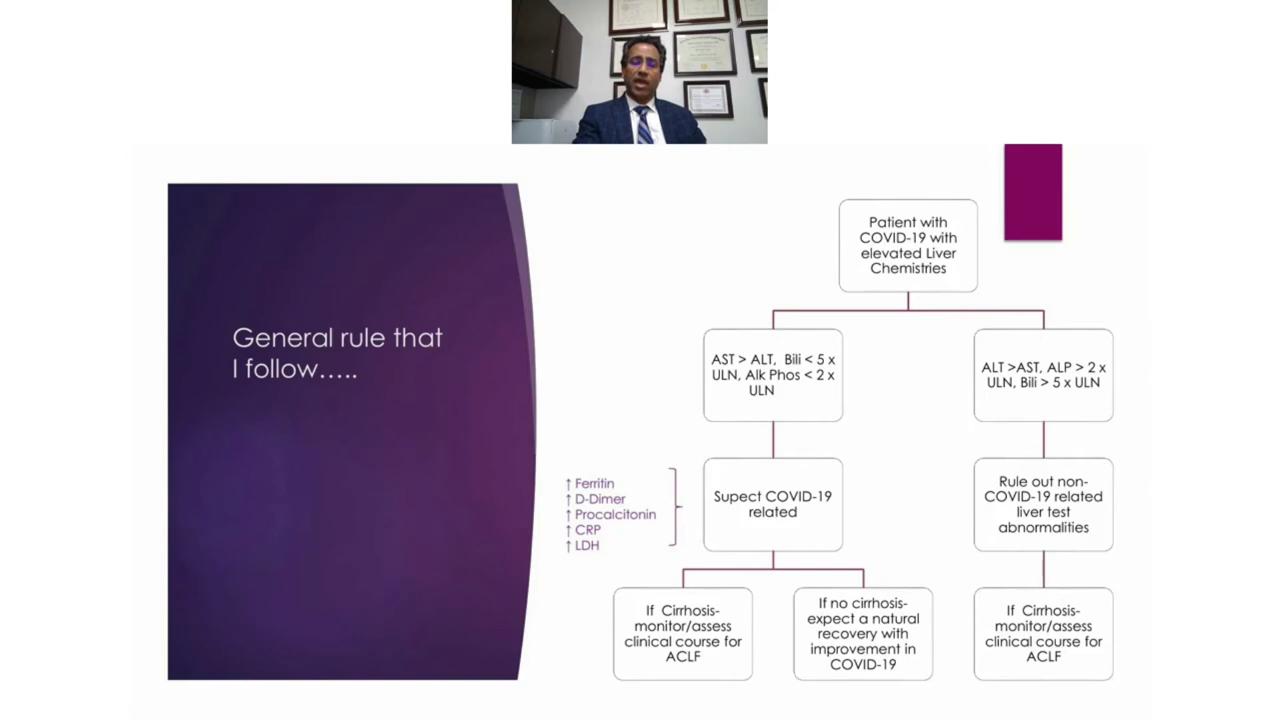 General rule that
I follow…..
Patient with
COVID-19 with
elevated Liver
Chemistries
AST > ALT, Bili < 5 x
ULN, Alk Phos < 2 x
ULN
ALT >AST, ALP > 2 x
ULN, Bili > 5 x ULN
↑ Ferritin
↑ D-Dimer
↑ Procalcitonin
↑ CRP
↑ LDH
Supect COVID-19
related
Rule out non-
COVID-19 related
liver test
abnormalities
If Cirrhosis-
monitor/assess
clinical course for
ACLF
If no cirrhosis-
expect a natural
recovery with
improvement in
COVID-19
If Cirrhosis-
monitor/assess
clinical course for
ACLF